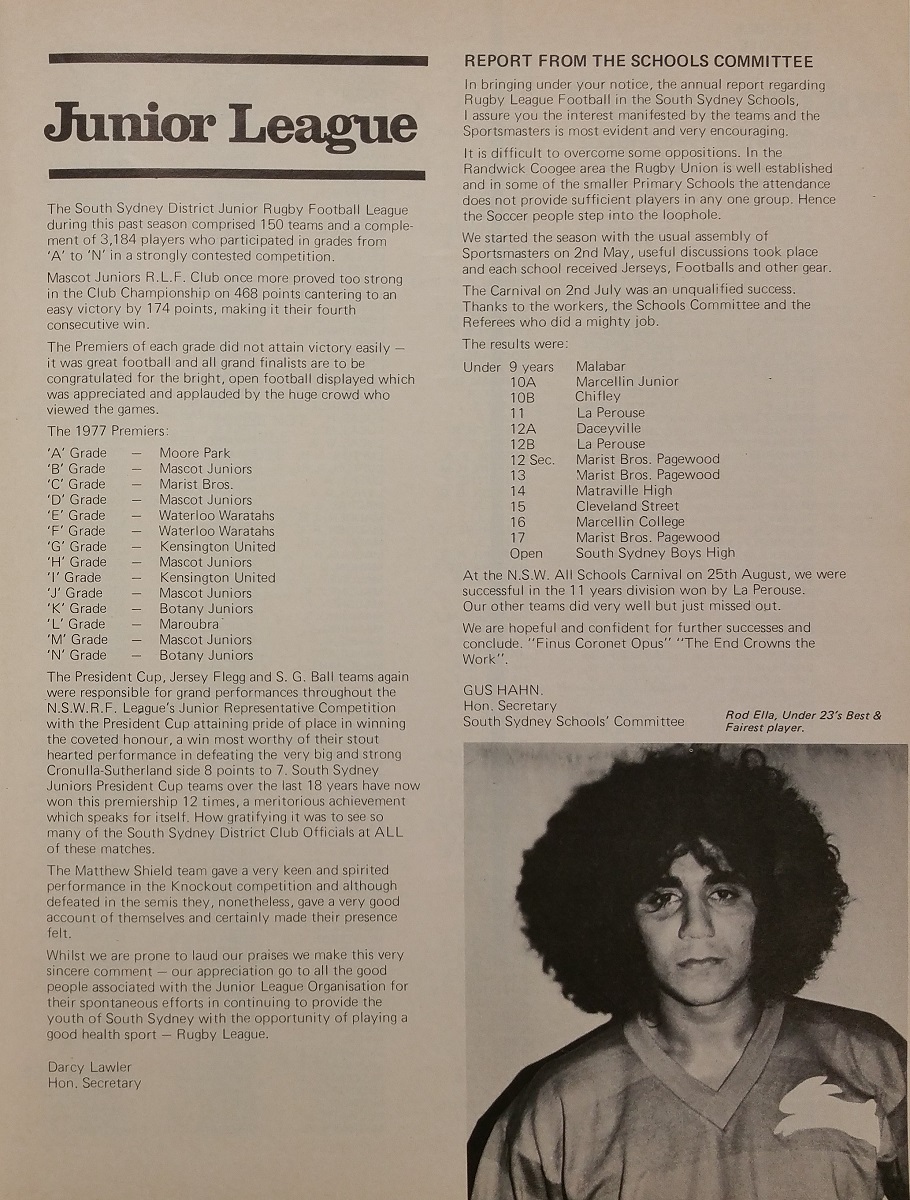 Junior League
The South Sydney District Junior Rugby Football League
during this past season comprised 150 teams and a comple-
ment of 3,184 players who participated in grades from
'A' to 'N' in a strongly contested competition.
Mascot Juniors R.L.F. Club once more proved too strong
in the Club Championship on 468 points cantering to an
easy victory by 174 points, making it their fourth
consecutive win.
The Premiers of each grade did not attain victory easily —
it was great football and all grand finalists are to be
congratulated for the bright, open football displayed which
was appreciated and applauded by the huge crowd who
viewed the games.
The 1977 Premiers:
'A' Grade — Moore Park
'B' Grade — Mascot Juniors
'C' Grade — Marist Bros.
'D' Grade — Mascot Juniors
'E' Grade — Waterloo Waratahs
'F' Grade — Waterloo Waratahs
'G' Grade — Kensington United
'H' Grade — Mascot Juniors
'I' Grade — Kensington United
'J' Grade — Mascot Juniors
'K' Grade — Botany Juniors
'L' Grade — Maroubra
'M' Grade — Mascot Juniors
'N' Grade — Botany Juniors
The President Cup, Jersey Flegg and S. G. Ball teams again
were responsible for grand performances throughout the
N.S.W.R.F. League's Junior Representative Competition
with the President Cup attaining pride of place in winning
the coveted honour, a win most worthy of their stout
hearted performance in defeating the very big and strong
Cronulla-Sutherland side 8 points to 7. South Sydney
Juniors President Cup teams over the last 18 years have now
won this premiership 12 times, a meritorious achievement
which speaks for itself. How gratifying it was to see so
many of the South Sydney District Club Officials at ALL
of these matches.
The Matthew Shield team gave a very keen and spirited
performance in the Knockout competition and although
defeated in the semis they, nonetheless, gave a very good
account of themselves and certainly made their presence
felt.
Whilst we are prone to laud our praises we make this very
sincere comment — our appreciation go to all the good
people associated with the Junior League Organisation for
their spontaneous efforts in continuing to provide the
youth of South Sydney with the opportunity of playing a
good health sport — Rugby League.
Darcy Lawler
Hon. Secretary
REPORT FROM THE SCHOOLS COMMITTEE
In bringing under your notice, the annual report regarding
Rugby League Football in the South Sydney Schools,
I assure you the interest manifested by the teams and the
Sportsmasters is most evident and very encouraging.
It is difficult to overcome some oppositions. In the
Randwick Coogee area the Rugby Union is well established
and in some of the smaller Primary Schools the attendance
does not provide sufficient players in any one group. Hence
the Soccer people step into the loophole.
We started the season with the usual assembly of
Sportsmasters on 2nd May, useful discussions took place
and each school received Jerseys, Footballs and other gear.
The Carnival on 2nd July was an unqualified success.
Thanks to the workers, the Schools Committee and the
Referees who did a mighty job.
The results were:
Under 9 years Malabar
10A Marcellin Junior
10B Chifley
11 La Perouse
12A Daceyville
12B La Perouse
12 Sec. Marist Bros. Pagewood
13 Marist Bros. Pagewood
14 Matraville High
15 Cleveland Street
16 Marcellin College
17 Marist Bros. Pagewood
Open South Sydney Boys High
At the N.S.W. All Schools Carnival on 25th August, we were
successful in the 11 years division won by La Perouse.
Our other teams did very well but just missed out.
We are hopeful and confident for further successes and
conclude. "Finus Coronet Opus" "The End Crowns the
Work".
GUS HAHN.
Hon. Secretary
South Sydney Schools' Committee
Rod Ella, Under 23's Best &
Fairest player.